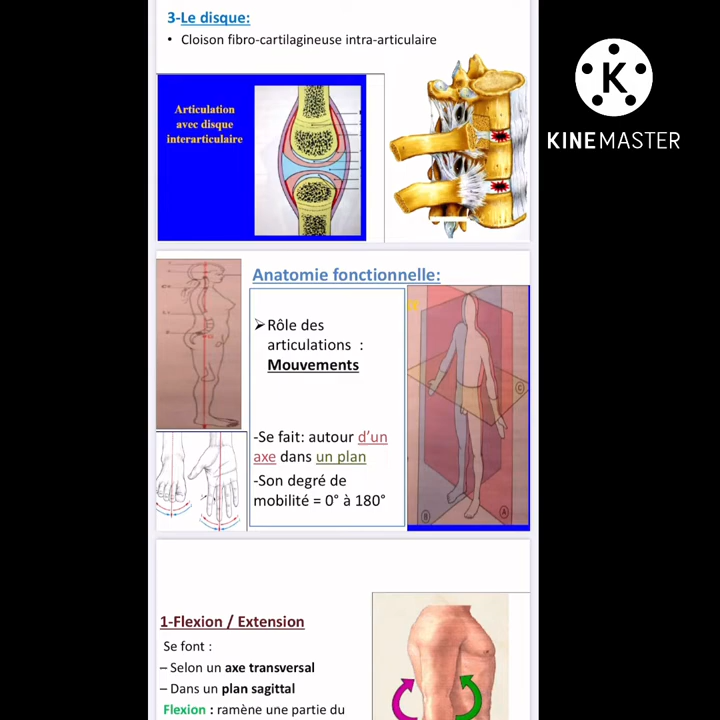 3-Le disque:
• Cloison fibro-cartilagineuse intra-articulaire
Articulation
avec disque
interarticulaire
K
KINEMASTER
Anatomie fonctionnelle:
➢Rôle des
articulations :
Mouvements
-Se fait: autour d'un
axe dans un plan
-Son degré de
mobilité = 0° à 180°
C
B
A
1-Flexion / Extension
Se font :
– Selon un axe transversal
– Dans un plan sagittal
Flexion : ramène une partie du